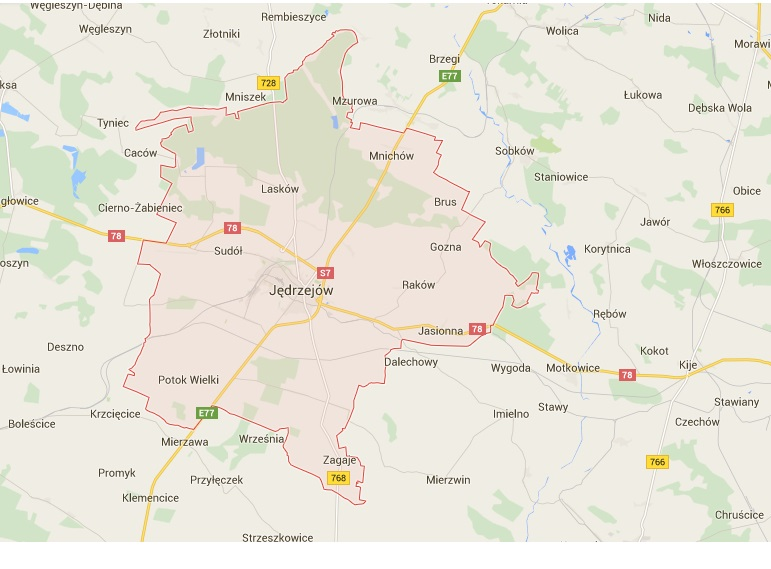 Węgleszyn-Dębina
Rembieszyce
Nida
Węgleszyn
Złotniki
Wolica
Morawi
Brzegi
E77
728
ksa
Mniszek
Mzurowa
Łukowa
Dębska Wola
Tyniec
Caców
Mnichów
Sobków
Staniowice
Lasków
Obice
głowice
Cierno-Żabieniec
Brus
766
78
78
Jawór
Sudół
Gozna
Korytnica
oszyn
S7
Włoszczowice
Jędrzejów
Raków
Rębów
Jasionna
78
Deszno
Kokot
Łowinia
Dalechowy
Wygoda
Motkowice
Kije
Potok Wielki
78
Stawiany
Krzcięcice
E77
Imielno
Stawy
Boleścice
Czechów
Mierzawa
Września
Zagaje
766
Promyk
Przyłęczek
768
Mierzwin
Klemencice
Chruścice
Strzeszkowice